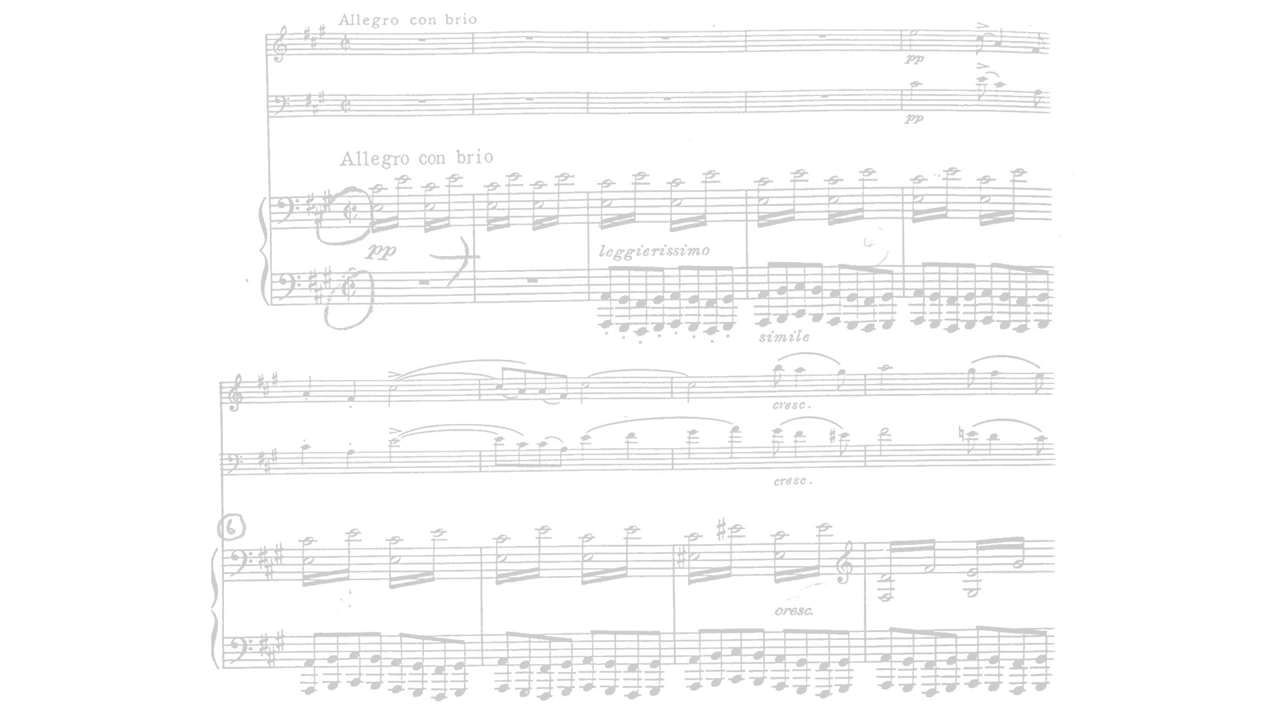 Allegro con brio
pp
pp
Allegro con brio
pp
leggierissimo
simile
cresc.
cresc.
6
cresc.